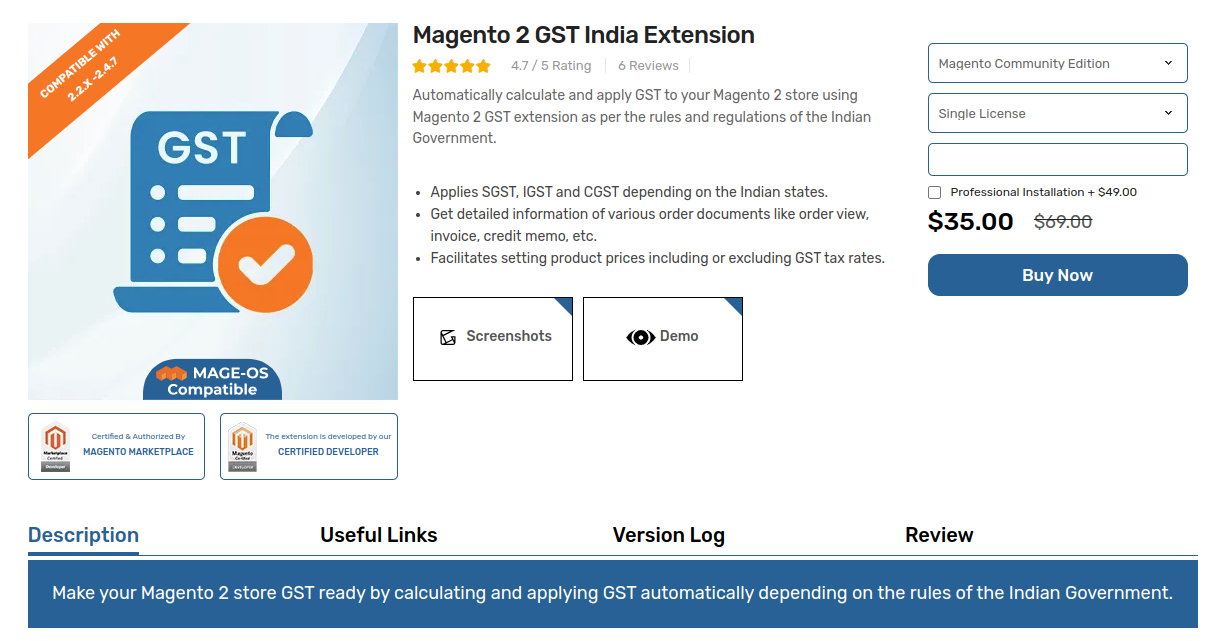 COMPATIBLE WITH
2.2.X -2.4.7
GST
MAGE-OS
Compatible
Marketplace
Certified
Developer
Certified & Authorized By
MAGENTO MARKETPLACE
Magento
Certified
DEVELOPER
The extension is developed by our
CERTIFIED DEVELOPER
Magento 2 GST India Extension
4.7 / 5 Rating
6 Reviews
Automatically calculate and apply GST to your Magento 2 store using
Magento 2 GST extension as per the rules and regulations of the Indian
Government.
Applies SGST, IGST and CGST depending on the Indian states.
Get detailed information of various order documents like order view,
invoice, credit memo, etc.
Facilitates setting product prices including or excluding GST tax rates.
Screenshots
Demo
Magento Community Edition
Single License
Professional Installation + $49.00
$35.00 $69.00
Buy Now
Description
Useful Links
Version Log
Review
Make your Magento 2 store GST ready by calculating and applying GST automatically depending on the rules of the Indian Government.